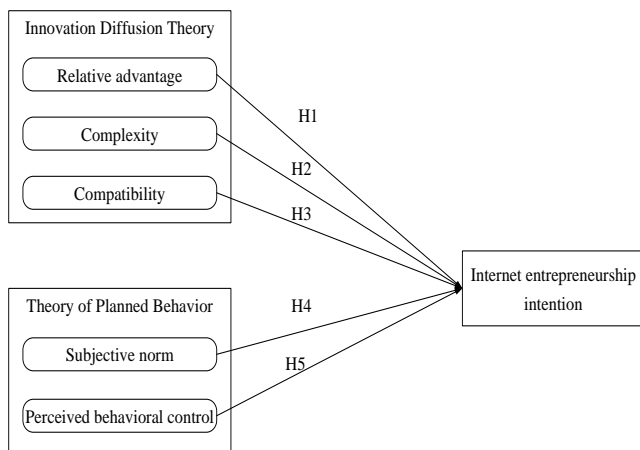 Innovation Diffusion Theory
Relative advantage
H1
Complexity
H2
Compatibility
H3
Internet entrepreneurship
intention
Theory of Planned Behavior
H4
Subjective norm
H5
Perceived behavioral control